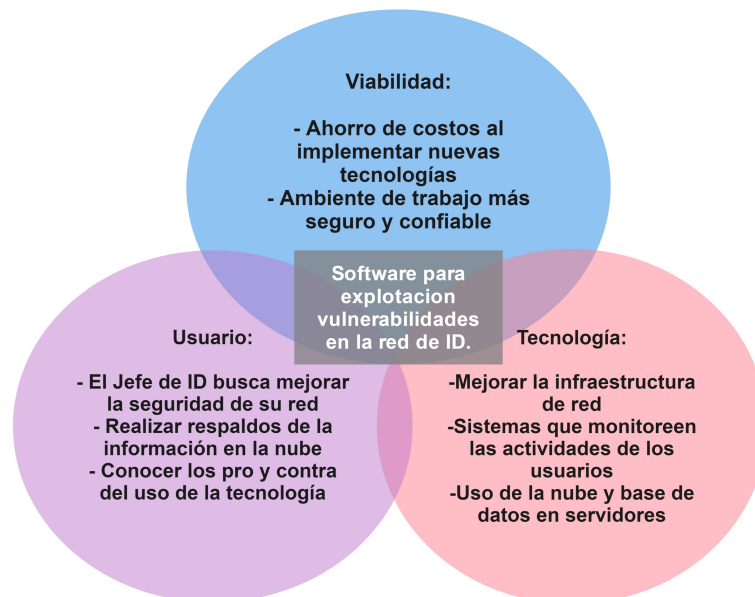 Viabilidad:
- Ahorro de costos al
implementar nuevas
tecnologías
- Ambiente de trabajo más
seguro y confiable
Software para
explotacion
vulnerabilidades
en la red de ID.
Usuario:
- El Jefe de ID busca mejorar
la seguridad de su red
- Realizar respaldos de la
información en la nube
- Conocer los pro y contra
del uso de la tecnología
Tecnología:
-Mejorar la infraestructura
de red
-Sistemas que monitoreen
las actividades de los
usuarios
-Uso de la nube y base de
datos en servidores